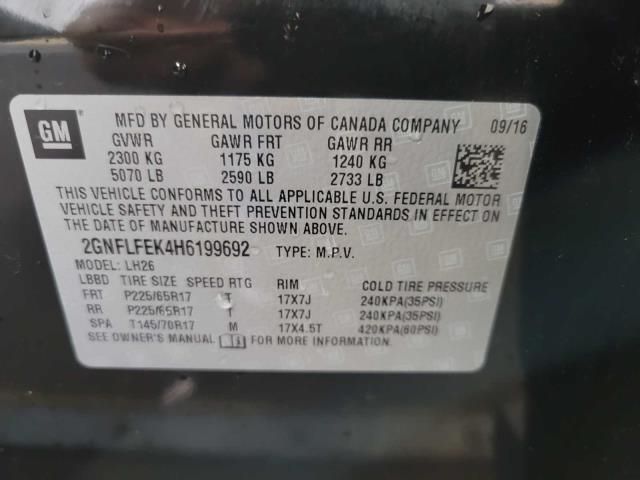 GM
MFD BY GENERAL MOTORS OF CANADA COMPANY 09/16
GVWR GAWR FRT GAWR RR
2300 KG 1175 KG 1240 KG
5070 LB 2590 LB 2733 LB
THIS VEHICLE CONFORMS TO ALL APPLICABLE U.S. FEDERAL MOTOR
VEHICLE SAFETY AND THEFT PREVENTION STANDARDS IN EFFECT ON
THE DATE OF MANUFACTURE SHOWN ABOVE.
2GNFLFEK4H6199692 TYPE: M.P.V.
MODEL: LH26
LBBD TIRE SIZE SPEED RTG RIM COLD TIRE PRESSURE
FRT P225/65R17 T 17X7J 240KPA(35PSI)
RR P225/65R17 T 17X7J 240KPA(35PSI)
SPA T145/70R17 M 17X4.5T 420KPA(60PSI)
SEE OWNER'S MANUAL FOR MORE INFORMATION.